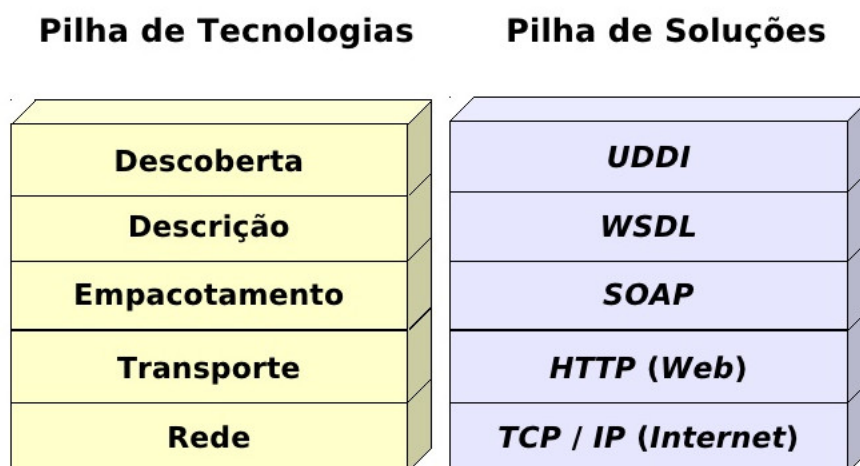 Pilha de Tecnologias
Pilha de Soluções
Descoberta
UDDI
Descrição
WSDL
Empacotamento
SOAP
Transporte
HTTP (Web)
Rede
TCP / IP (Internet)